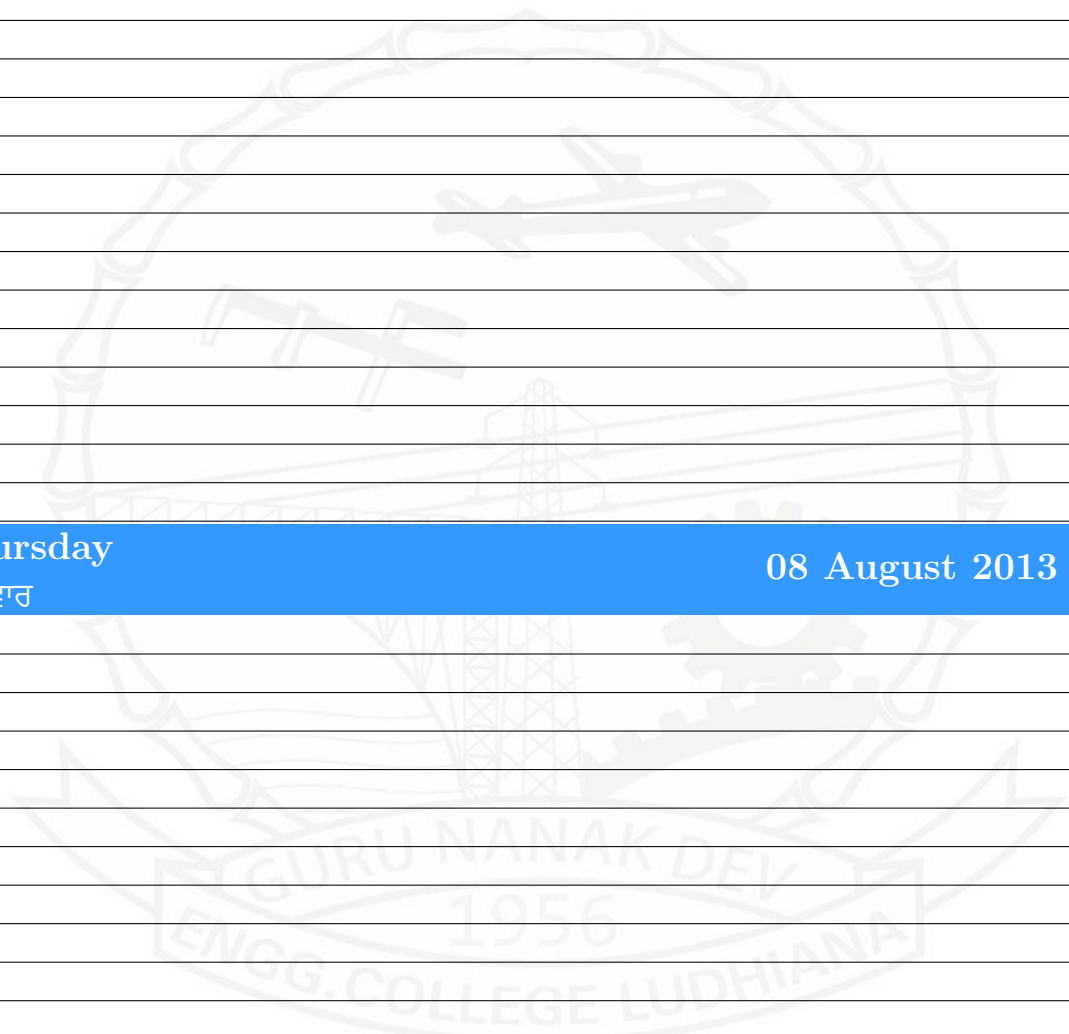 ursday
ਵਾਰ
08 August 2013
GURU NANAK DEV
1956
ENGG. COLLEGE LUDHIANA